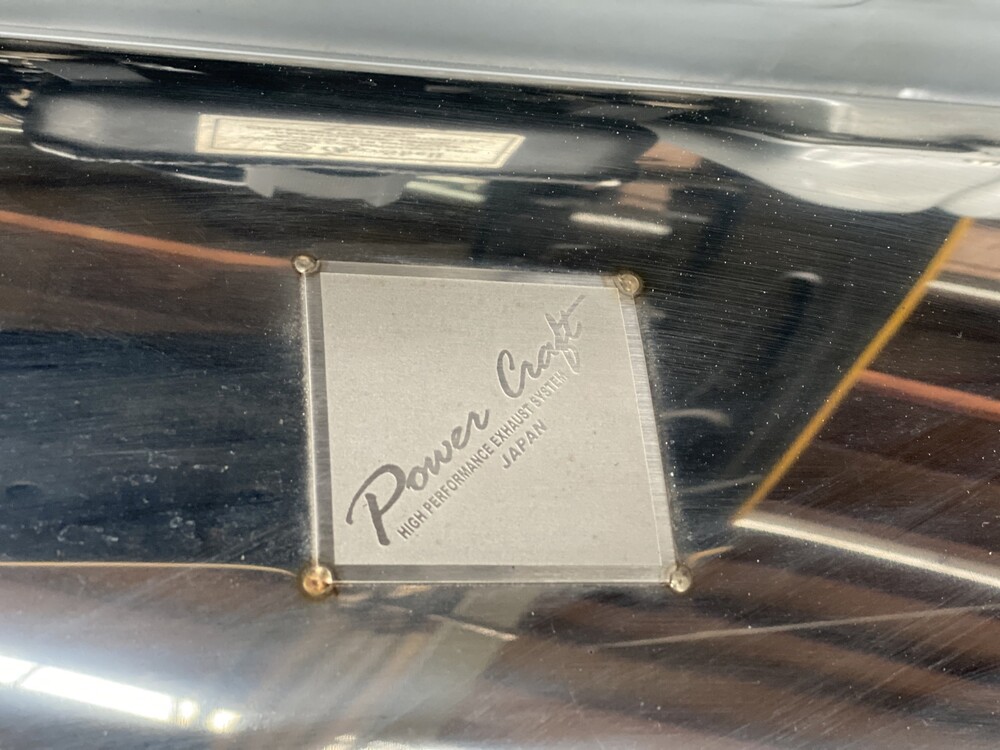 Power Craft
HIGH PERFORMANCE EXHAUST SYSTEM
JAPAN